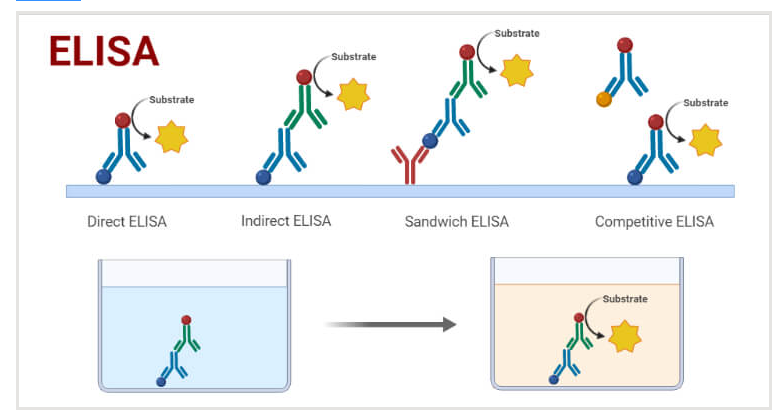 ELISA
Substrate
Substrate
Substrate
Substrate
Direct ELISA
Indirect ELISA
Sandwich ELISA
Competitive ELISA
Substrate